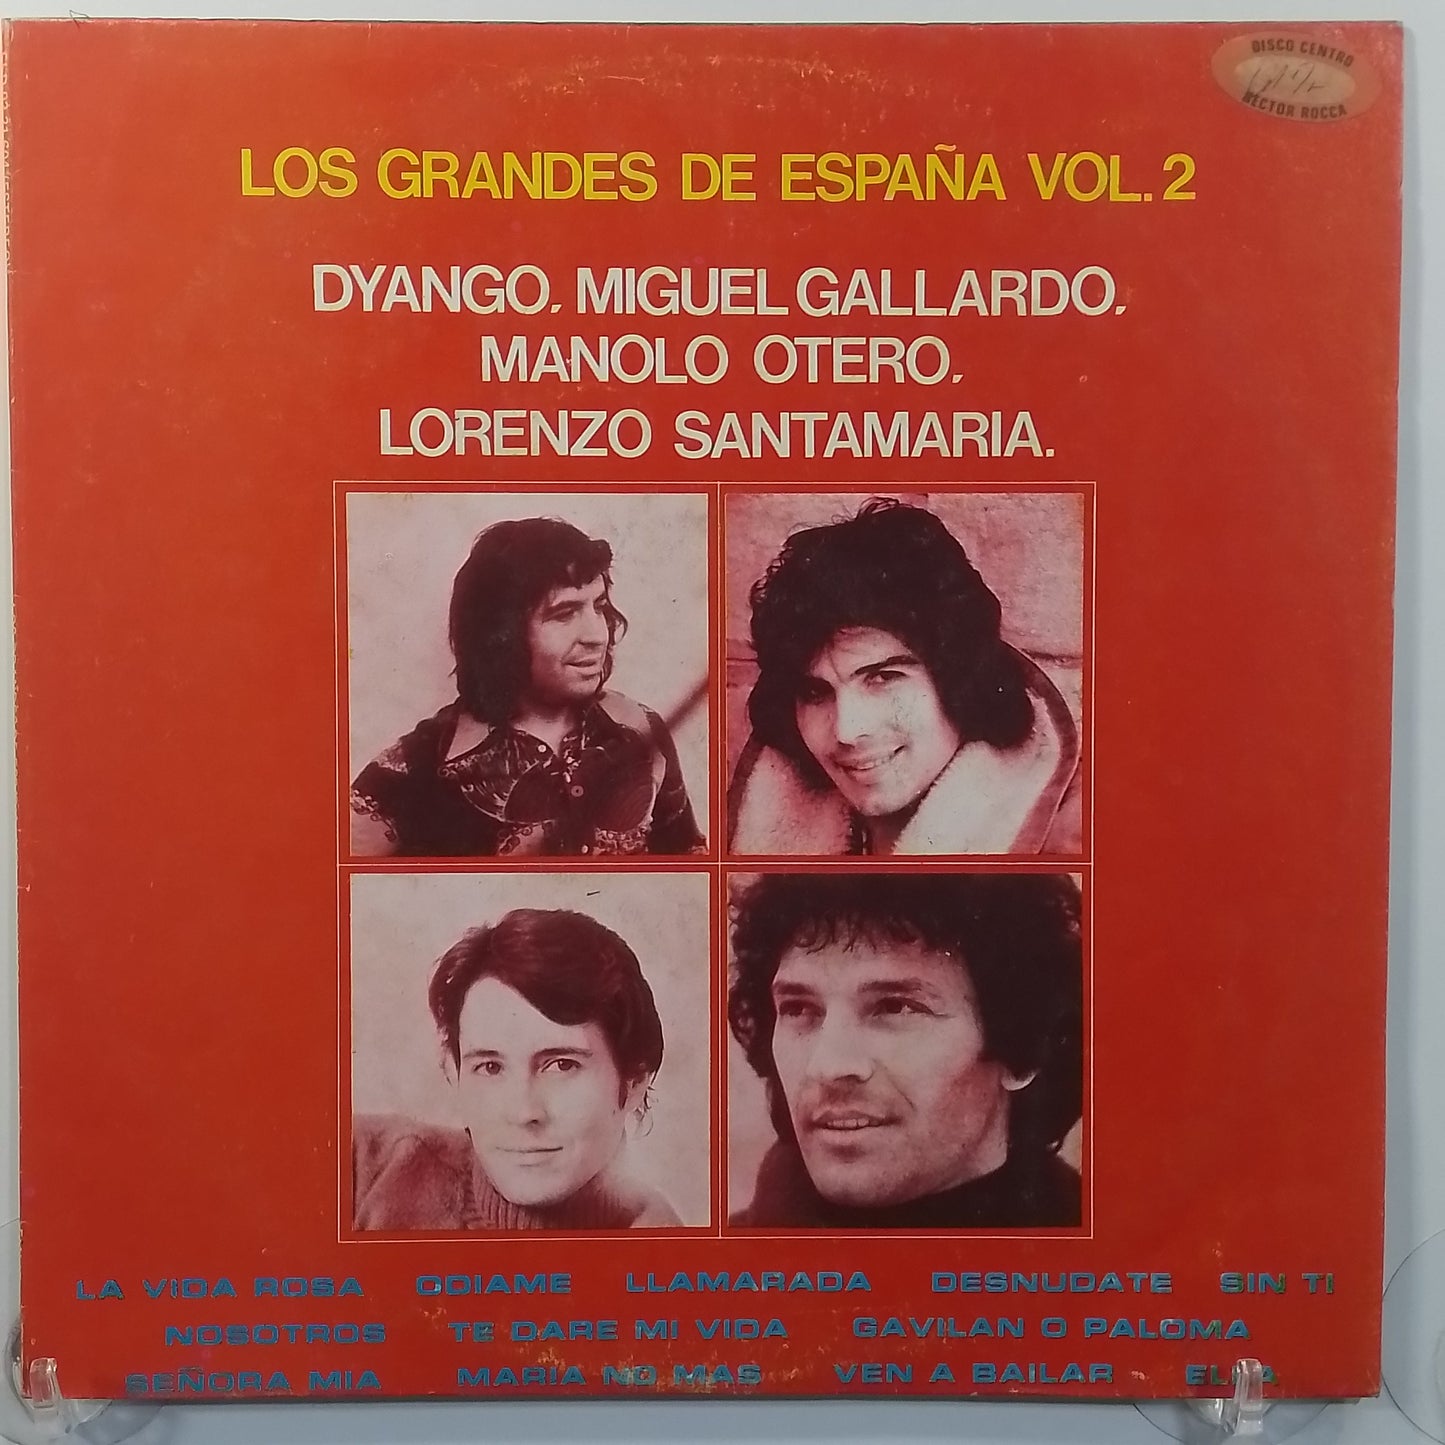 DISCO CENTRO
HECTOR ROCCA
LOS GRANDES DE ESPAÑA VOL. 2
DYANGO, MIGUEL GALLARDO,
MANOLO OTERO,
LORENZO SANTAMARIA.
LA VIDA ROSA ODIAME LLAMARADA DESNUDATE SIN TI
NOSOTROS TE DARE MI VIDA GAVILAN O PALOMA
SEÑORA MIA MARIA NO MAS VEN A BAILAR ELLA